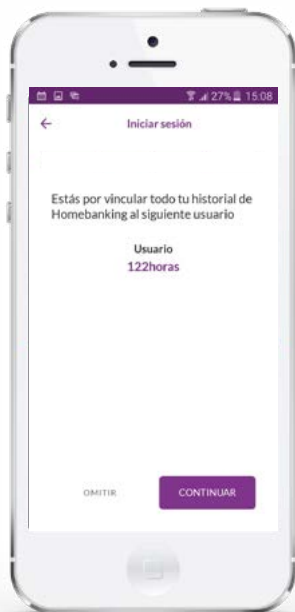 27% 15:08
Iniciar sesión
Estás por vincular todo tu historial de
Homebanking al siguiente usuario
Usuario
122horas
OMITIR
CONTINUAR